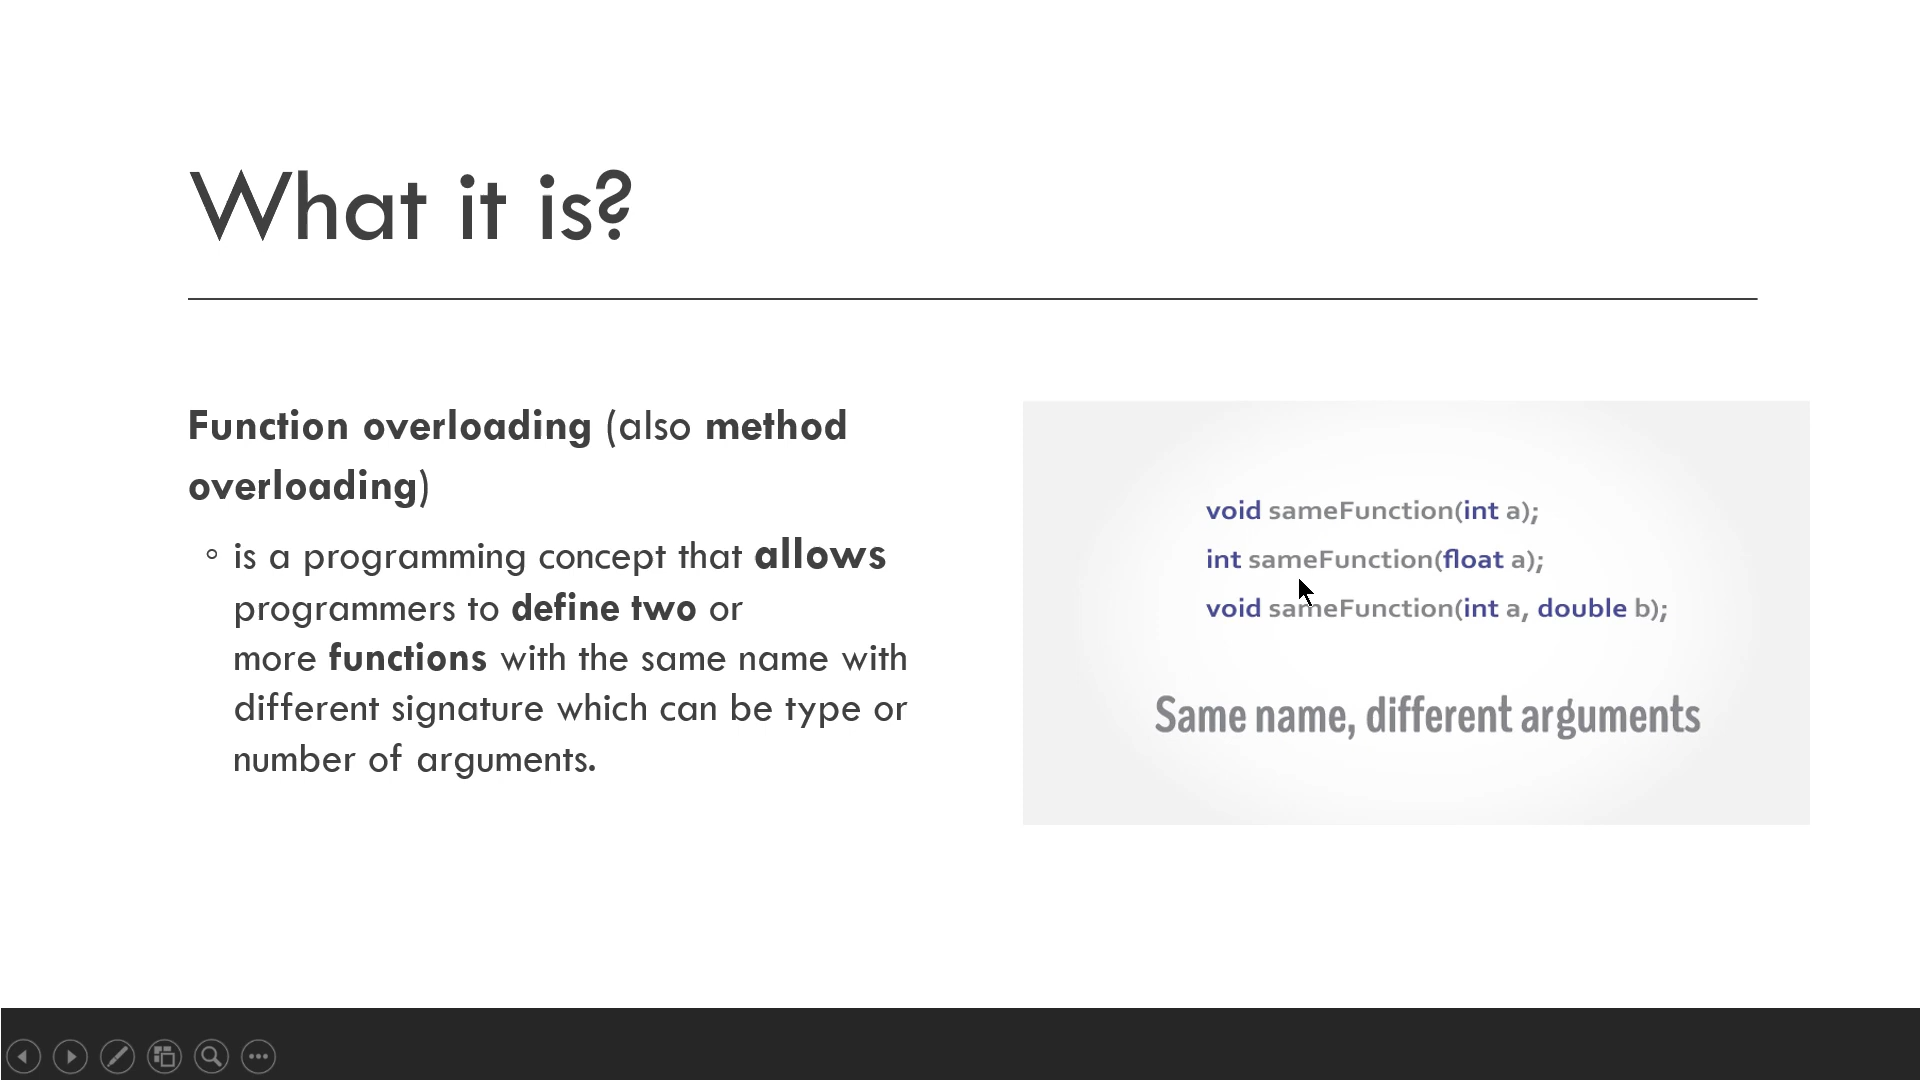 What it is?
Function overloading (also method
overloading)
◦ is a programming concept that allows
programmers to define two or
more functions with the same name with
different signature which can be type or
number of arguments.
void sameFunction(int a);
int sameFunction(float a);
void sameFunction(int a, double b);
Same name, different arguments